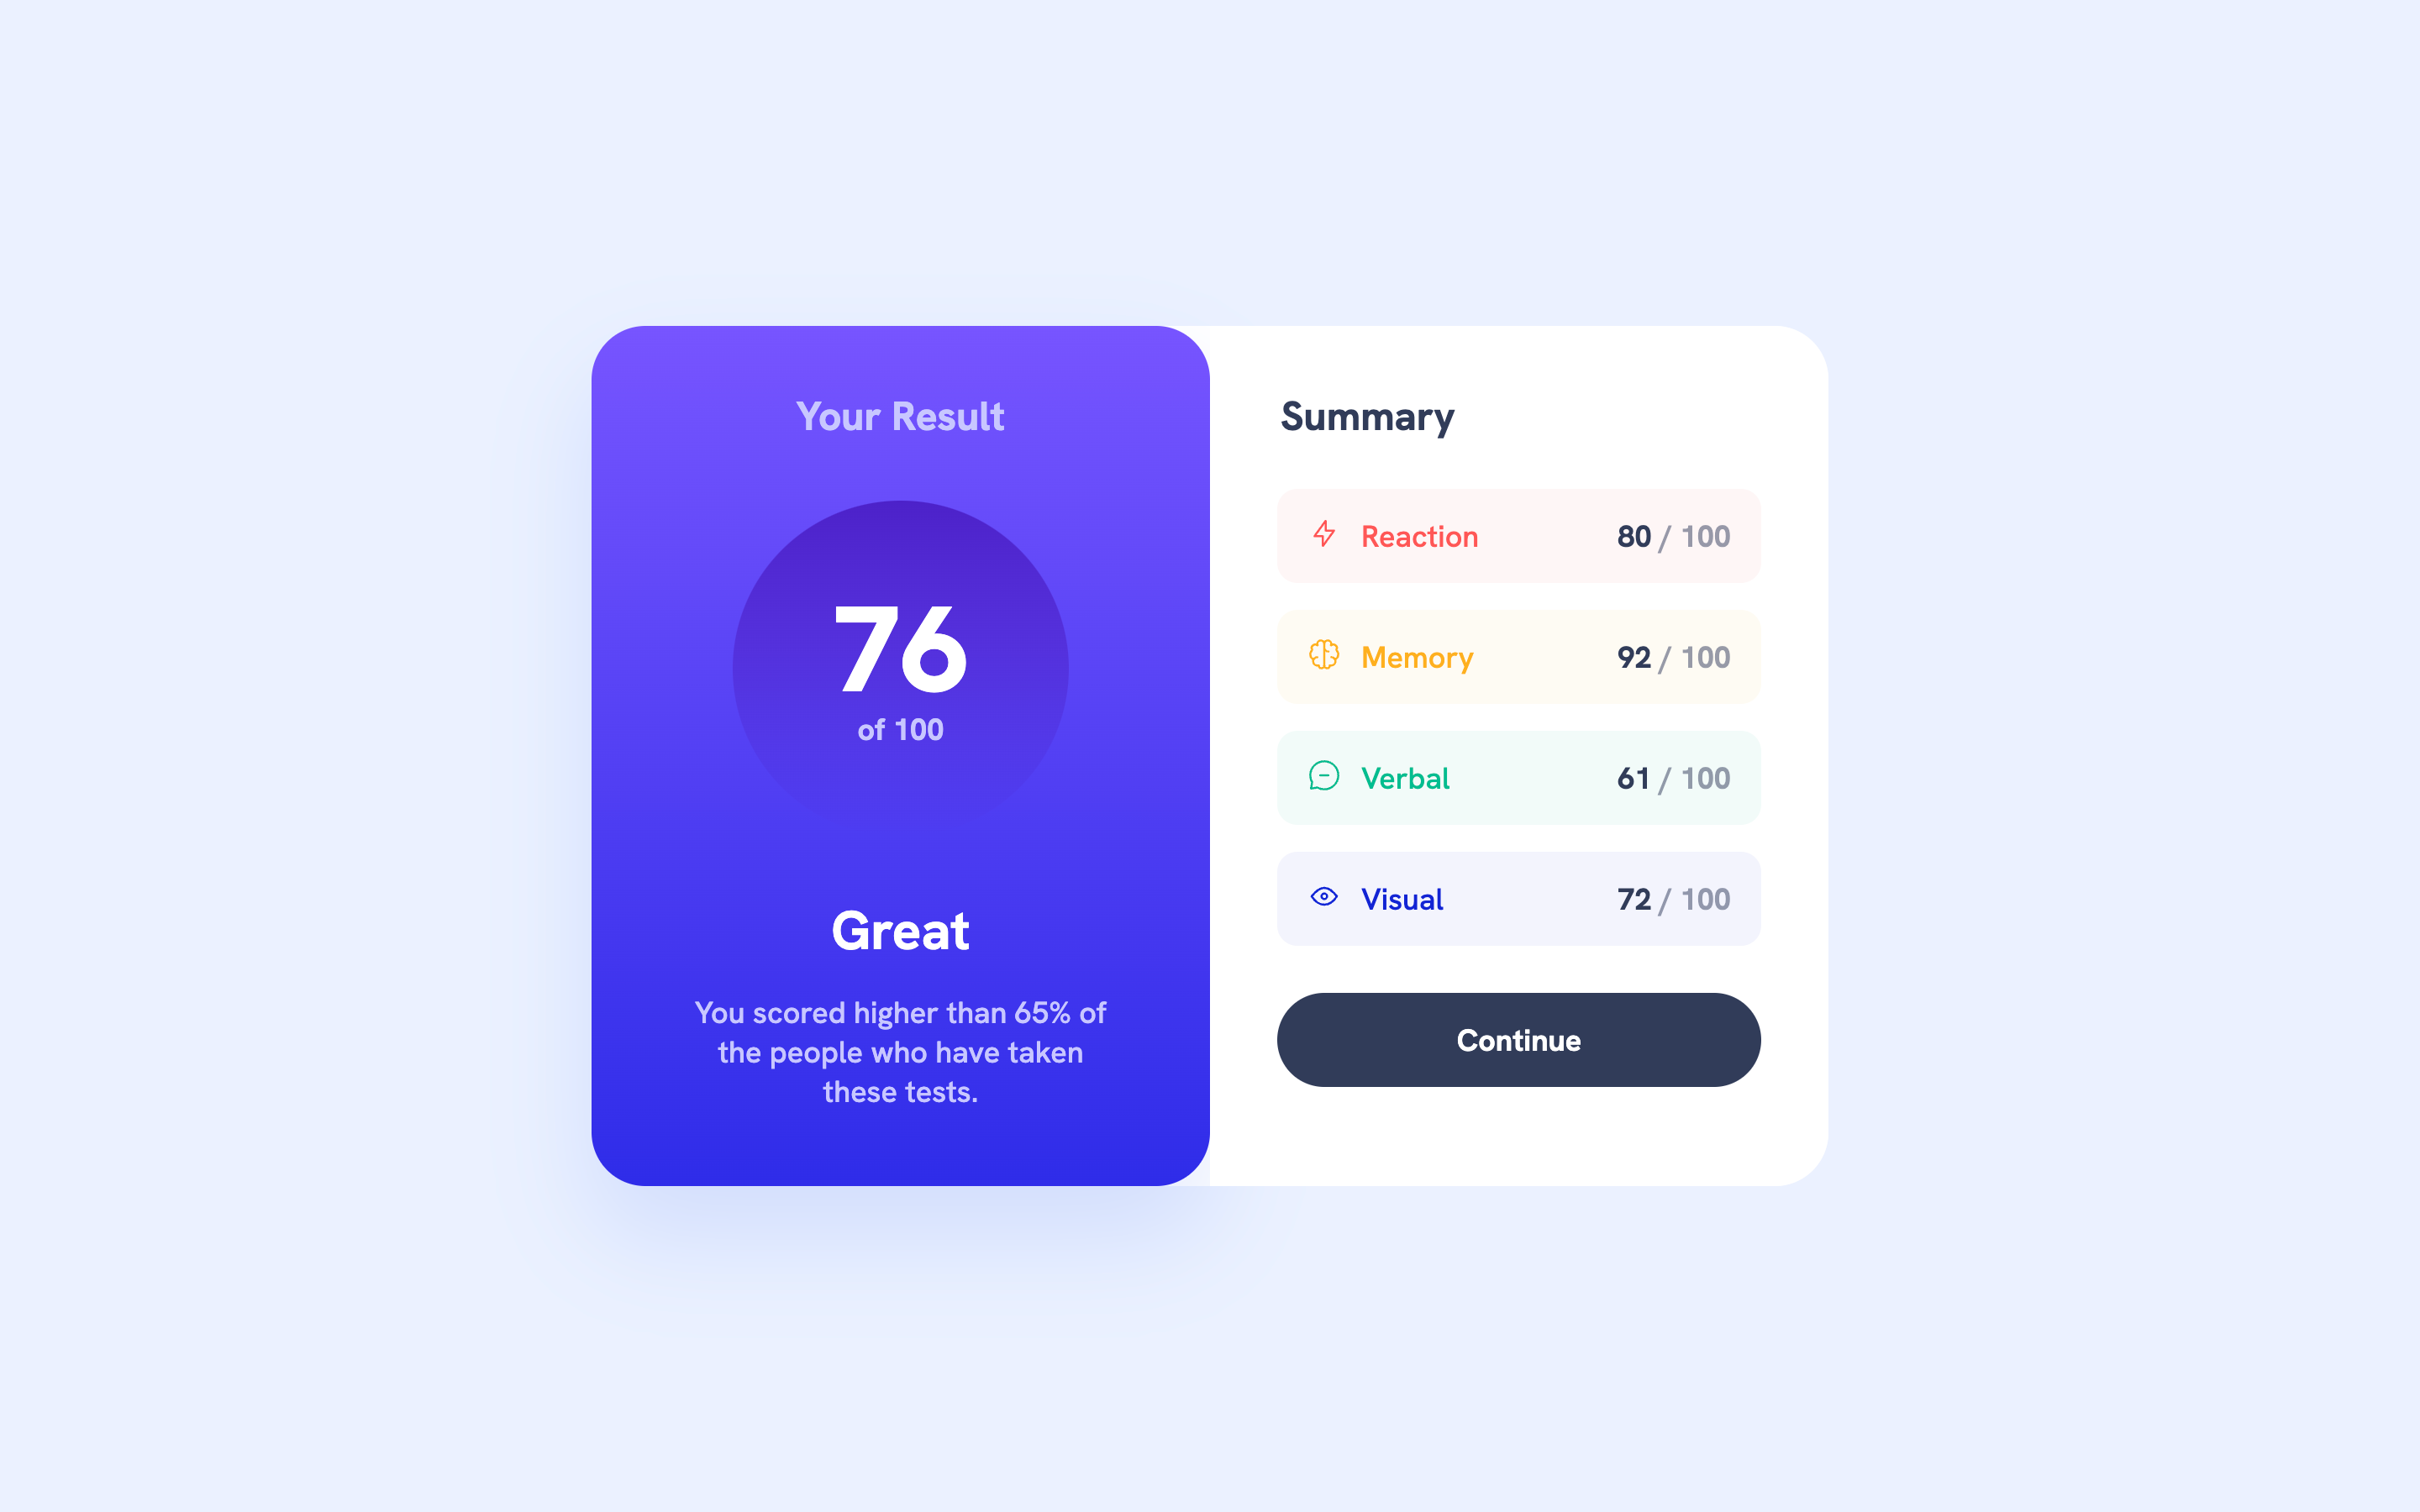 Your Result
76
of 100
Great
You scored higher than 65% of
the people who have taken
these tests.
Summary
Reaction 80 / 100
Memory 92 / 100
Verbal 61 / 100
Visual 72 / 100
Continue